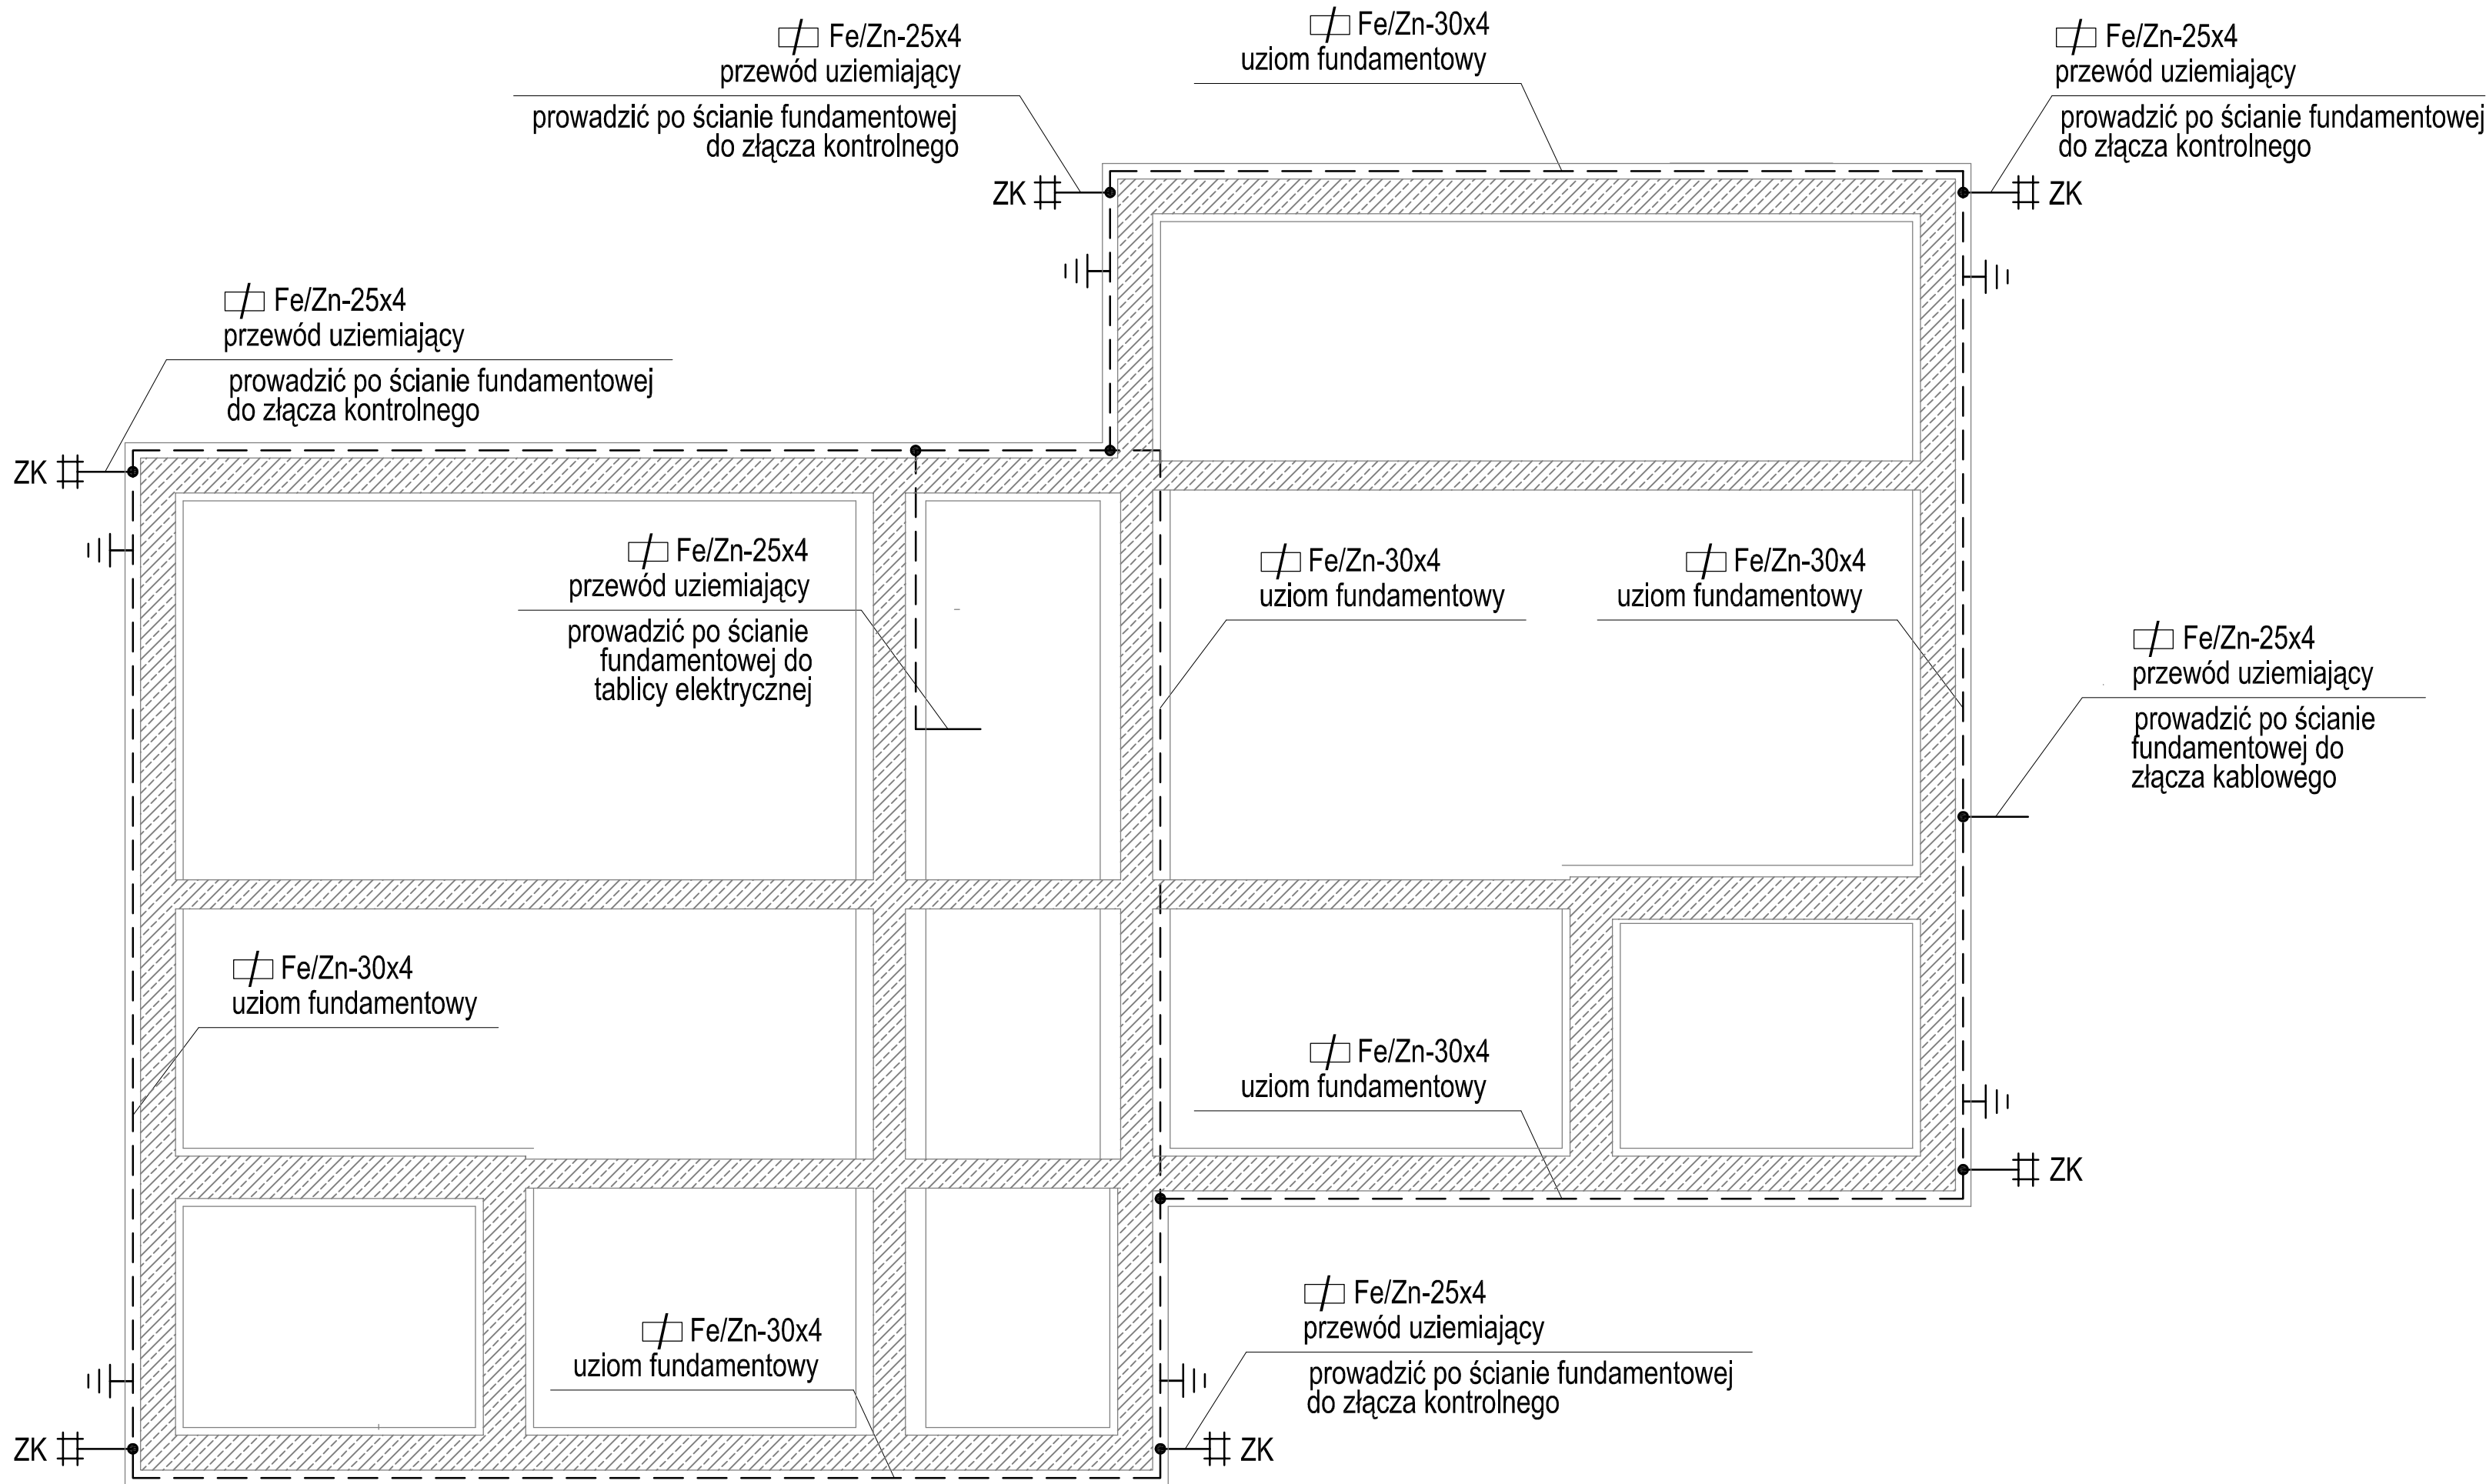 Fe/Zn-25x4
przewód uziemiający
prowadzić po ścianie fundamentowej
do złącza kontrolnego
ZK
Fe/Zn-30x4
uziom fundamentowy
Fe/Zn-25x4
przewód uziemiający
prowadzić po ścianie fundamentowej
do złącza kontrolnego
ZK
Fe/Zn-25x4
przewód uziemiający
prowadzić po ścianie fundamentowej
do złącza kontrolnego
ZK
Fe/Zn-25x4
przewód uziemiający
prowadzić po ścianie
fundamentowej do
tablicy elektrycznej
Fe/Zn-30x4
uziom fundamentowy
Fe/Zn-30x4
uziom fundamentowy
Fe/Zn-25x4
przewód uziemiający
prowadzić po ścianie
fundamentowej do
złącza kablowego
Fe/Zn-30x4
uziom fundamentowy
Fe/Zn-30x4
uziom fundamentowy
ZK
Fe/Zn-30x4
uziom fundamentowy
Fe/Zn-25x4
przewód uziemiający
prowadzić po ścianie fundamentowej
do złącza kontrolnego
ZK
ZK